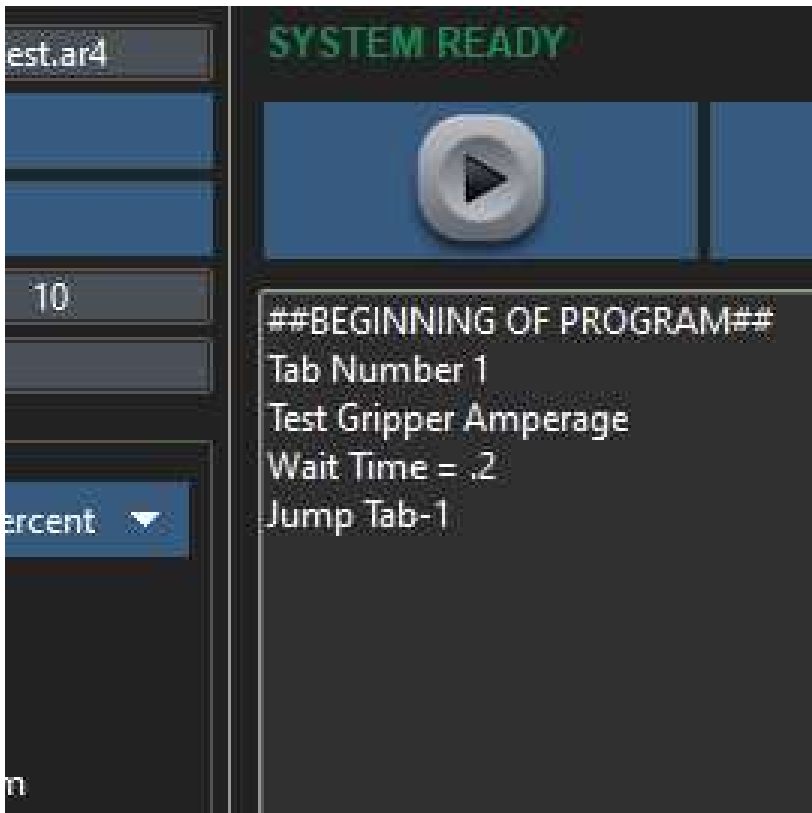 est.ar4
10
ercent
m
SYSTEM READY
##BEGINNING OF PROGRAM##
Tab Number 1
Test Gripper Amperage
Wait Time = .2
Jump Tab-1